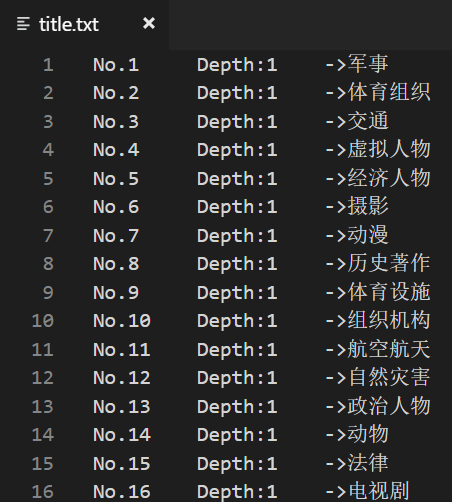 title.txt ×
1 No.1 Depth:1 ->军事
2 No.2 Depth:1 ->体育组织
3 No.3 Depth:1 ->交通
4 No.4 Depth:1 ->虚拟人物
5 No.5 Depth:1 ->经济人物
6 No.6 Depth:1 ->摄影
7 No.7 Depth:1 ->动漫
8 No.8 Depth:1 ->历史著作
9 No.9 Depth:1 ->体育设施
10 No.10 Depth:1 ->组织机构
11 No.11 Depth:1 ->航空航天
12 No.12 Depth:1 ->自然灾害
13 No.13 Depth:1 ->政治人物
14 No.14 Depth:1 ->动物
15 No.15 Depth:1 ->法律
16 No.16 Depth:1 ->电视剧